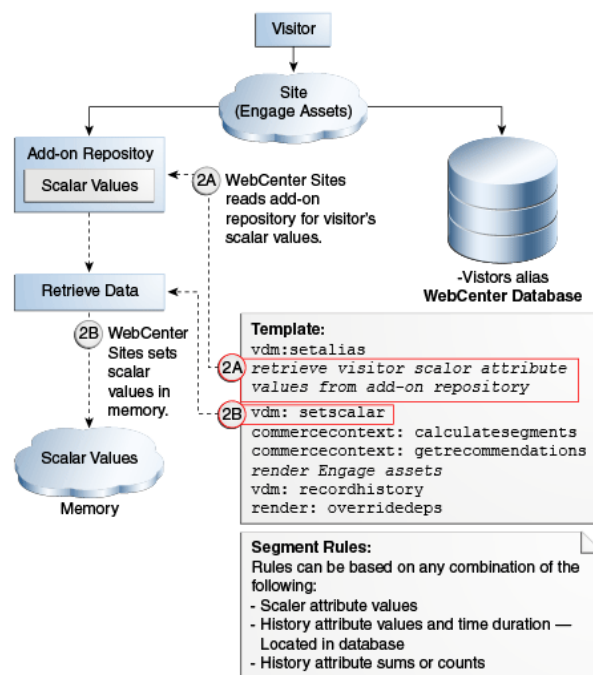 Visitor
Site
(Engage Assets)
Add-on Repositoy
Scalar Values
2A
WebCenter Sites
reads add-on
repository for visitor's
scalar values.
Retrieve Data
2B
WebCenter
Sites sets
scalar
values in
memory.
Scalar Values
Memory
-Vistors alias
WebCenter Database
Template:
vdm:setalias
2A
retrieve visitor scalor attribute
values from add-on repository
2B
vdm: setscalar
commercecontext: calculatesegments
commercecontext: getrecommendations
render Engage assets
vdm: recordhistory
render: overridedeps
Segment Rules:
Rules can be based on any combination of the
following:
- Scaler attribute values
- History attribute values and time duration —
Located in database
- History attribute sums or counts